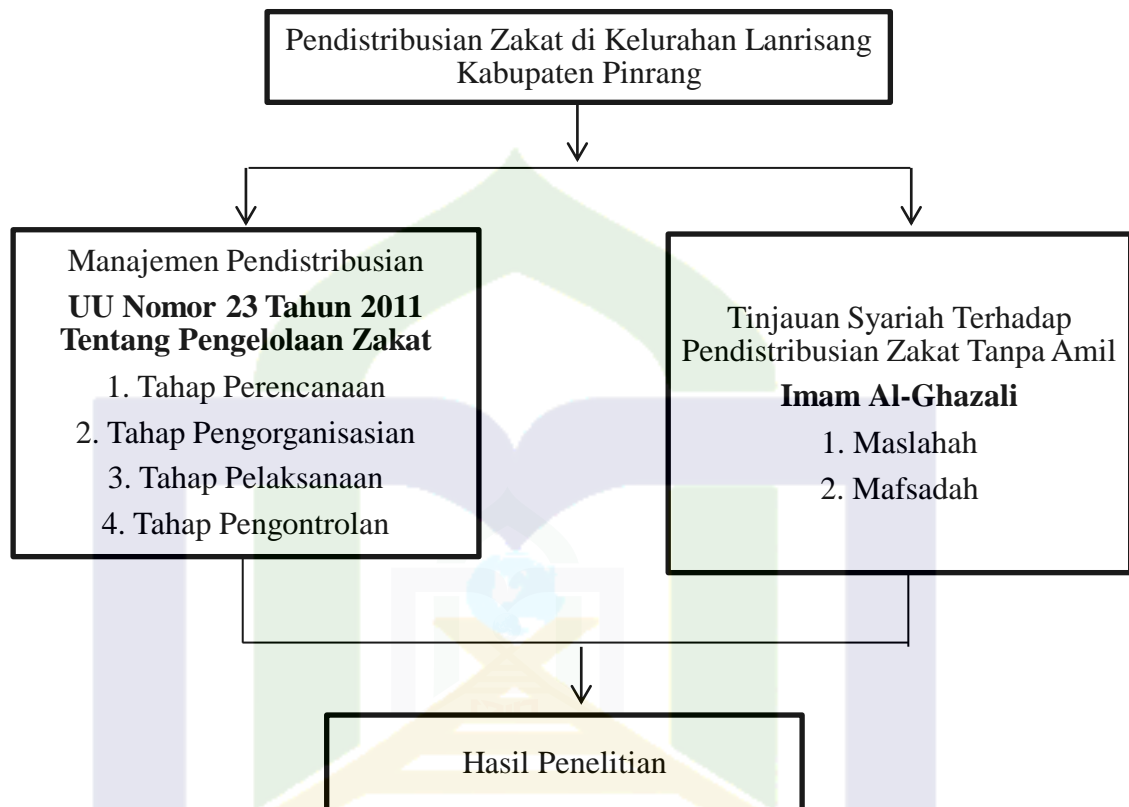 Pendistribusian Zakat di Kelurahan Lanrisang
Kabupaten Pinrang
Manajemen Pendistribusian
UU Nomor 23 Tahun 2011
Tentang Pengelolaan Zakat
1. Tahap Perencanaan
2. Tahap Pengorganisasian
3. Tahap Pelaksanaan
4. Tahap Pengontrolan
Tinjauan Syariah Terhadap
Pendistribusian Zakat Tanpa Amil
Imam Al-Ghazali
1. Maslahah
2. Mafsadah
Hasil Penelitian